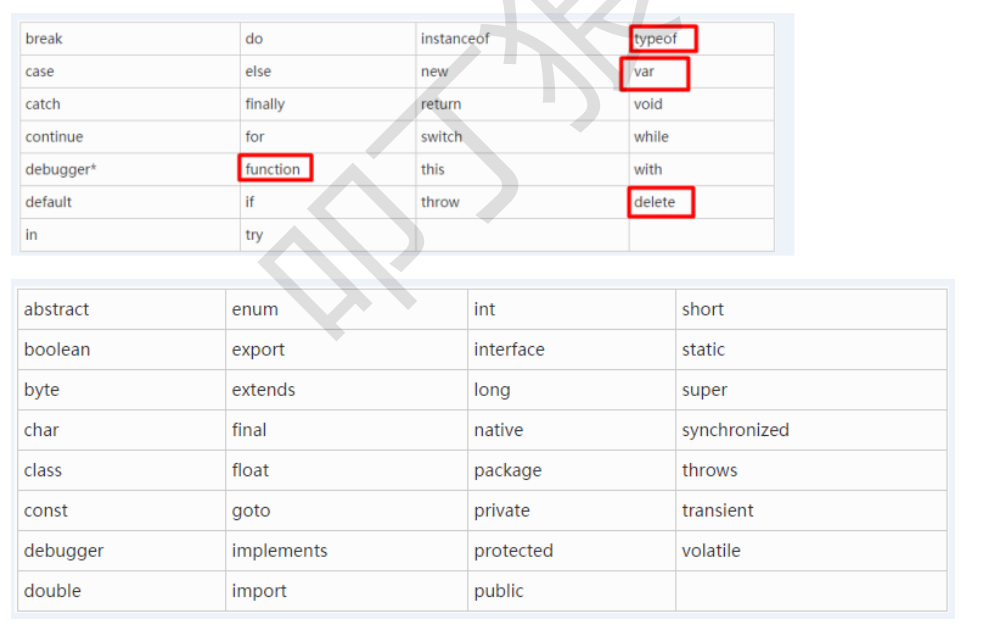 break do instanceof typeof
case else new var
catch finally return void
continue for switch while
debugger* function this with
default if throw delete
in try
abstract enum int short
boolean export interface static
byte extends long super
char final native synchronized
class float package throws
const goto private transient
debugger implements protected volatile
double import public
叩丁狼